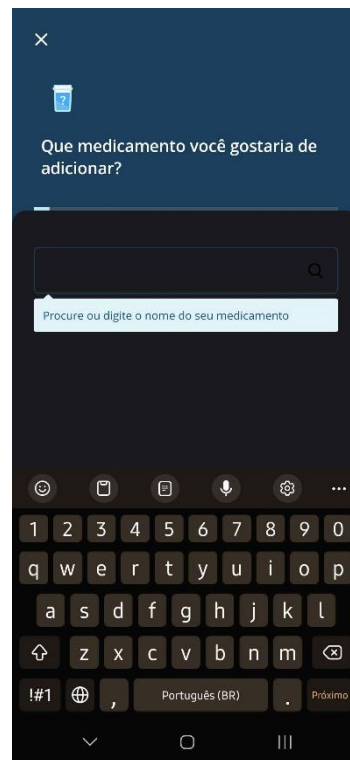 ?
Que medicamento você gostaria de
adicionar?
Procure ou digite o nome do seu medicamento
1 2 3 4 5 6 7 8 9 0
q w e r t y u i o p
a s d f g h j k l
z x c v b n m
!#1 , Português (BR) . Próximo